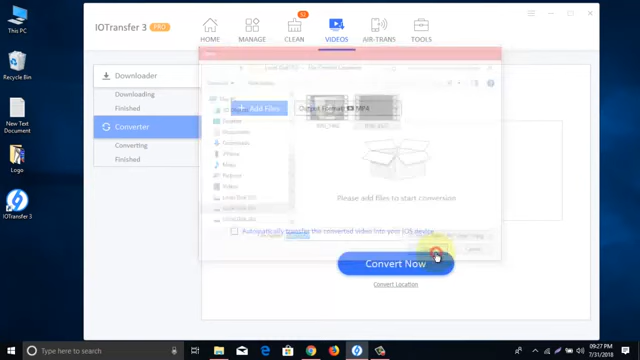 This PC
Recycle Bin
New Text
Document
Logo
IOTransfer 3
IOTransfer 3 PRO
HOME
MANAGE
CLEAN
VIDEOS
AIR-TRANS
TOOLS
Downloader
Downloading
Finished
Converter
Converting
Finished
+ Add Files
Output Format: MP4
Please add files to start conversion
Automatically transfer the converted video into your iOS device
Convert Now
Convert Location
Type here to search
09:27 PM
7/31/2018